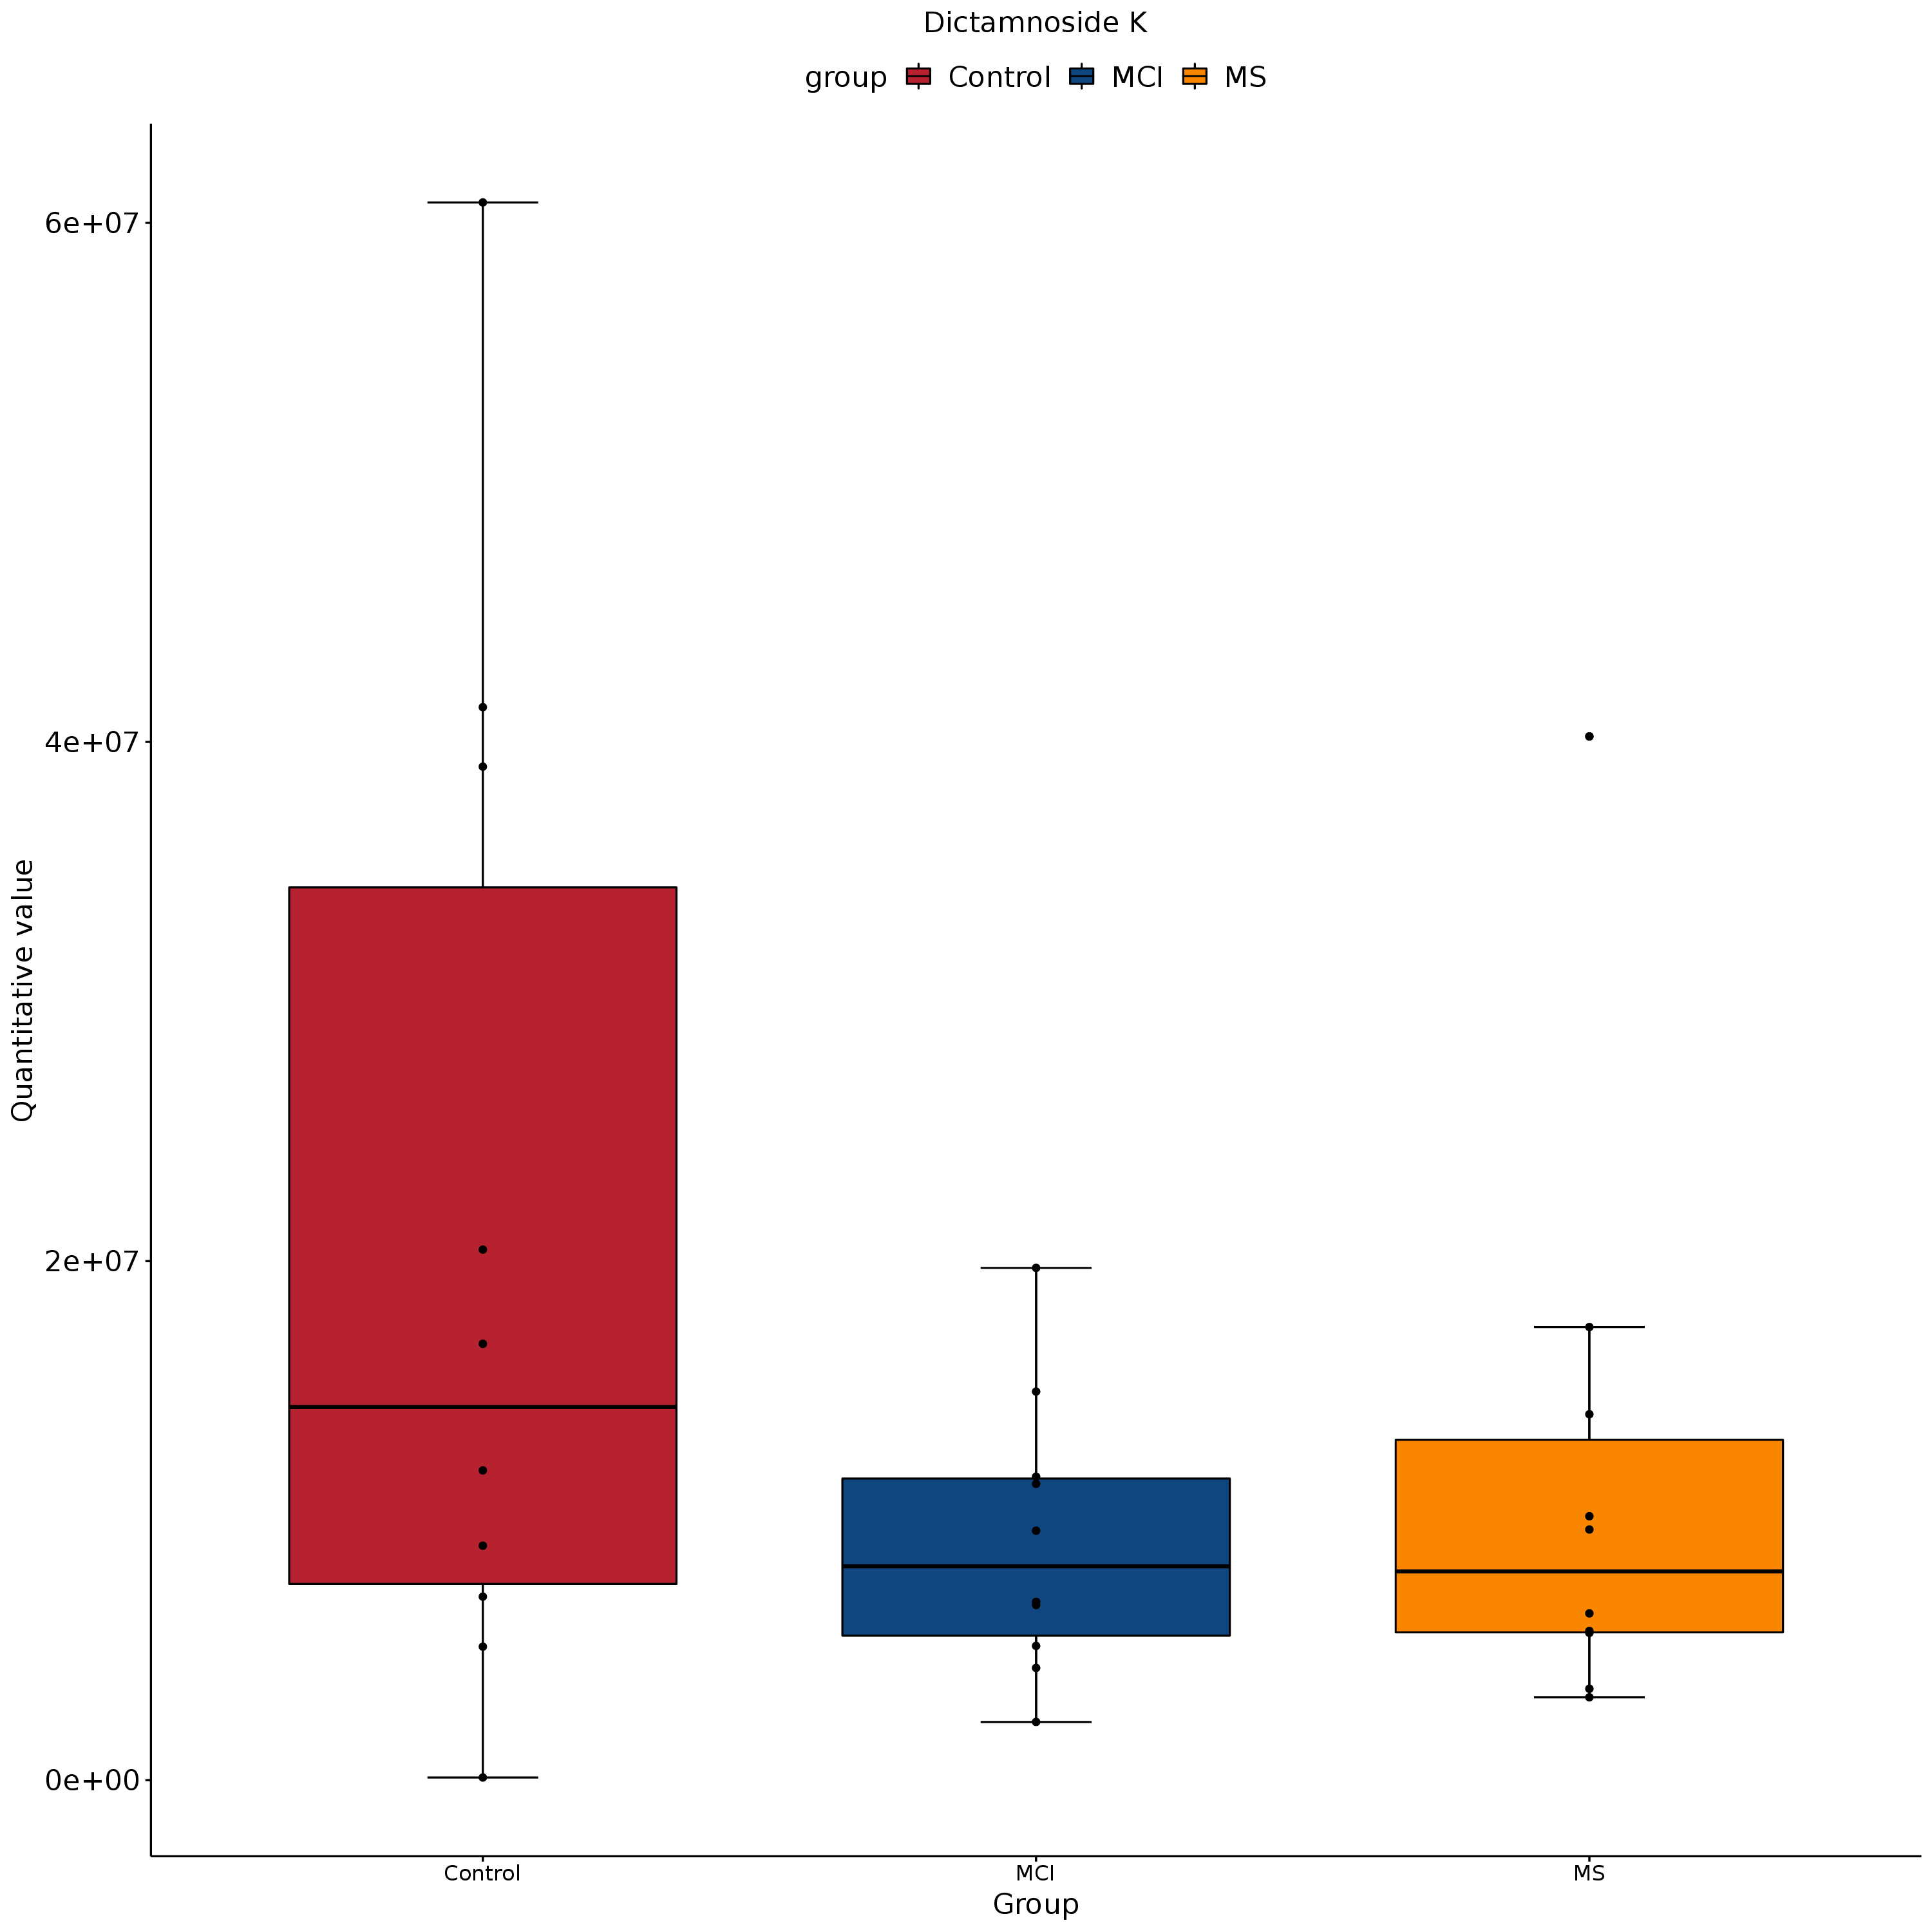 Dictamnoside K
group Control MCI MS
Quantitative value
6e+07
4e+07
2e+07
0e+00
Control MCI MS
Group